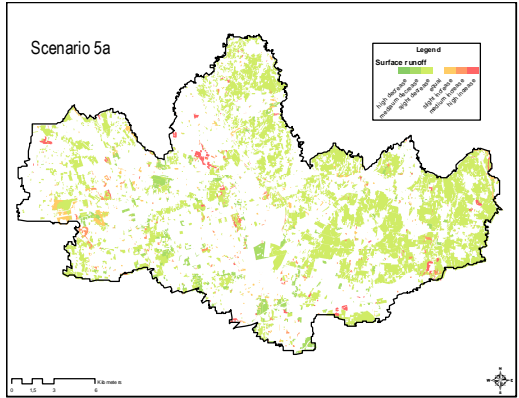 Scenario 5a
Legend
Surface runoff
high decrease
medium decrease
slight decrease
equal
slight increase
medium increase
high increase
0 1,5 3 6
Kilometers
N
W E
S